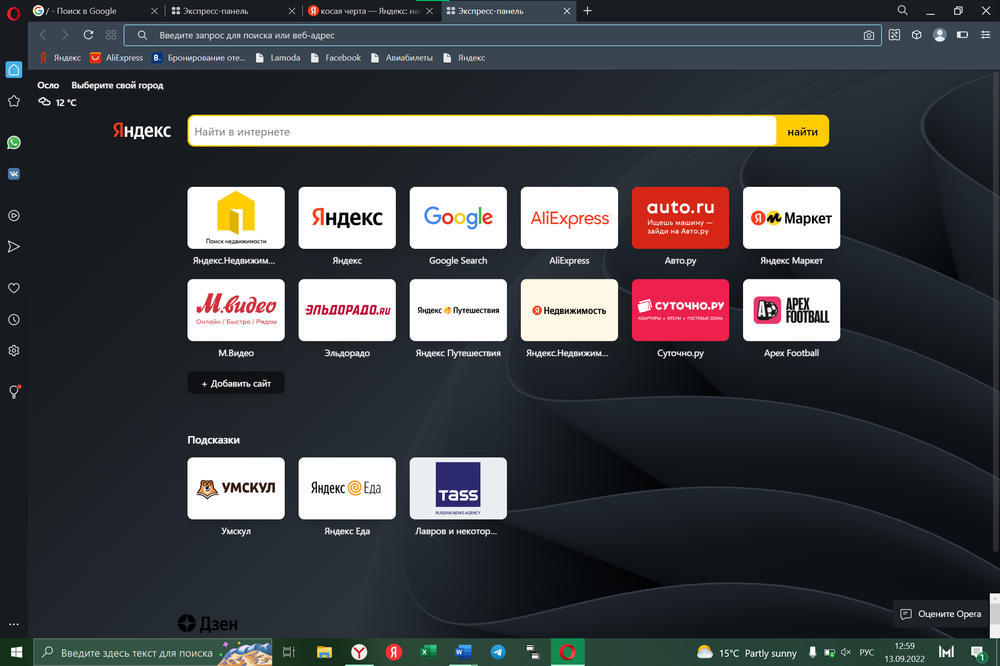 / - Поиск в Google
Экспресс-панель
косая черта — Яндекс: на
Экспресс-панель
Введите запрос для поиска или веб-адрес
Яндекс
AliExpress
B.
Бронирование оте...
Lamoda
Facebook
Авиабилеты
Яндекс
Осло
Выберите свой город
12 °C
Яндекс
Найти в интернете
найти
Поиск недвижимости
Яндекс
Google
AliExpress
auto.ru
Ищешь машину —
зайди на Авто.ру
Я м Маркет
Яндекс.Недвижим...
Яндекс
Google Search
AliExpress
Авто.ру
Яндекс Маркет
М.видео
Онлайн / Быстро / Рядом
ЭЛЬДОРАДО.RU
Яндекс Путешествия
Я Недвижимость
СУТОЧНО.РУ
КВАРТИРЫ • ОТЕЛИ • ГОСТЕВЫЕ ДОМА
APEX
FOOTBALL
М.Видео
Эльдорадо
Яндекс Путешествия
Яндекс.Недвижим...
Суточно.ру
Apex Football
+ Добавить сайт
Подсказки
УМСКУЛ
Яндекс Еда
TASS
RUSSIAN NEWS AGENCY
Умскул
Яндекс Еда
Лавров и некотор...
Оцените Opera
Дзен
Введите здесь текст для поиска
15°C Partly sunny
РУС
12:59
13.09.2022
1